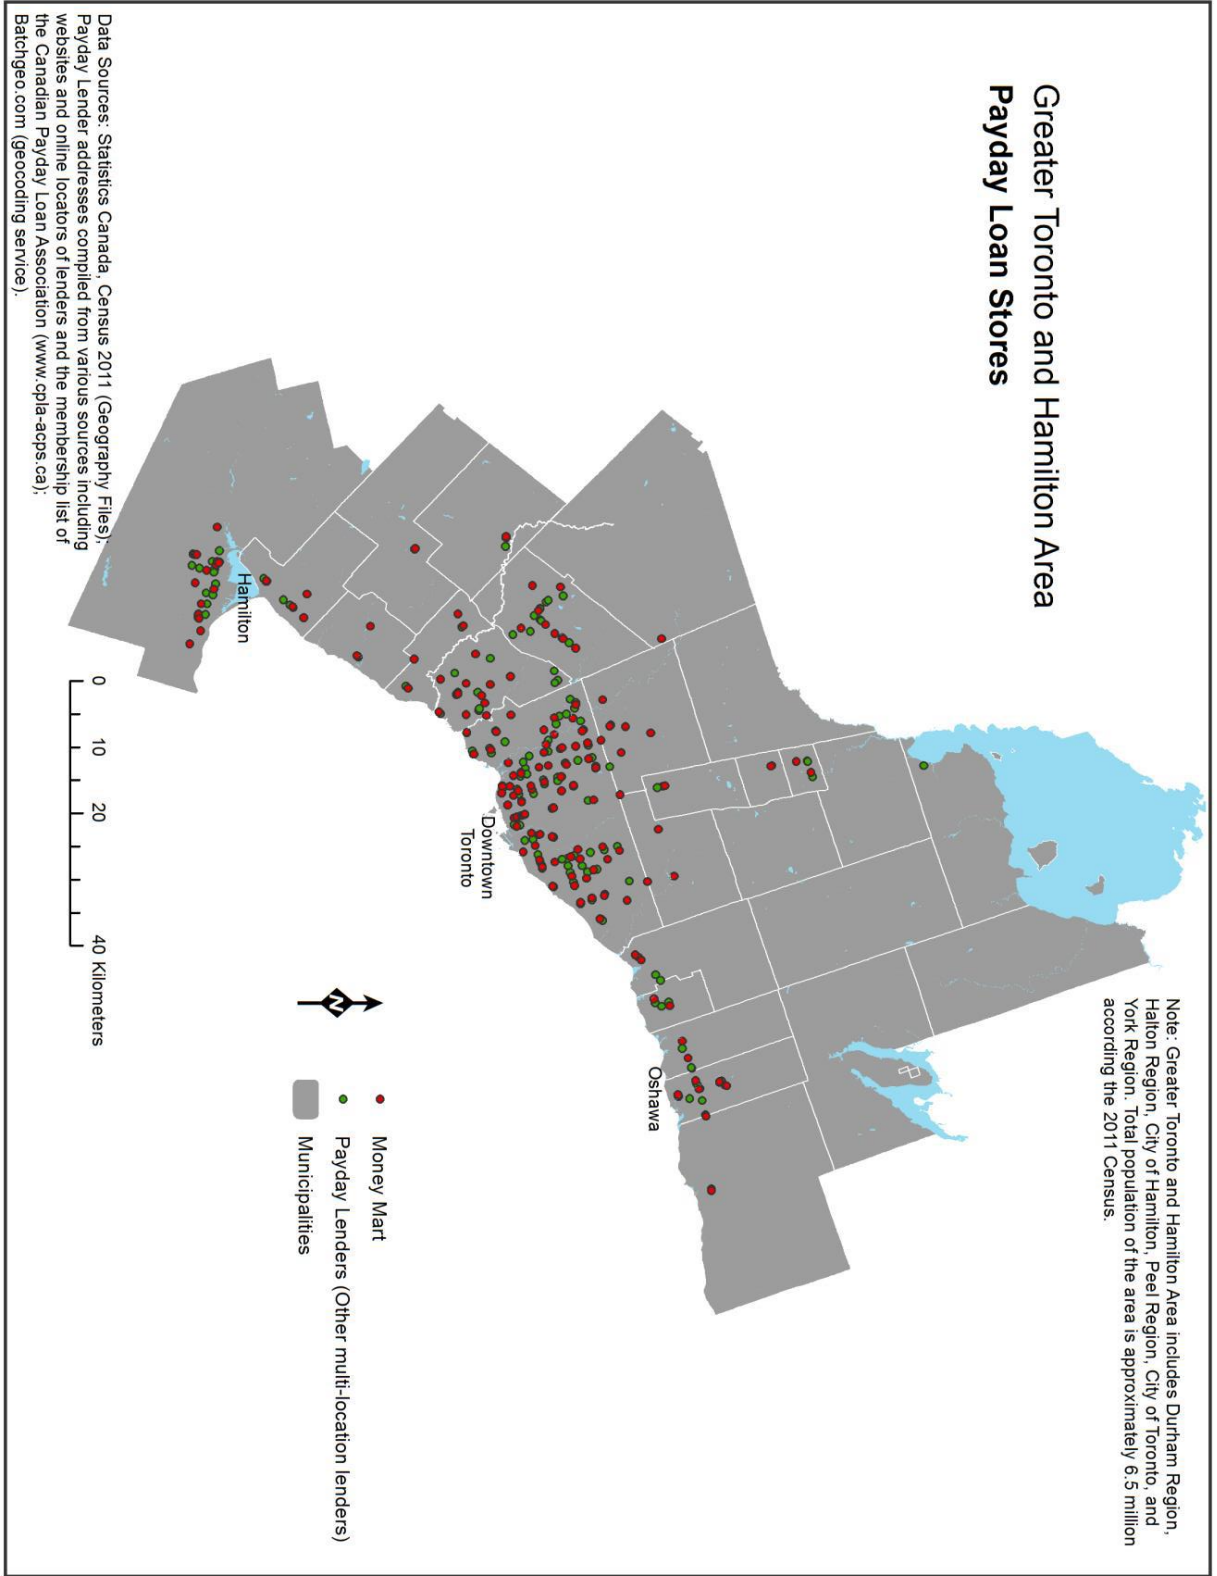 Greater Toronto and Hamilton Area
Payday Loan Stores
Note: Greater Toronto and Hamilton Area includes Durham Region,
Halton Region, City of Hamilton, Peel Region, City of Toronto, and
York Region. Total population of the area is approximately 6.5 million
according the 2011 Census.
Oshawa
Downtown
Toronto
Hamilton
Money Mart
Payday Lenders (Other multi-location lenders)
Municipalities
N
0 10 20 40 Kilometers
Data Sources: Statistics Canada, Census 2011 (Geography Files);
Payday Lender addresses compiled from various sources including
websites and online locators of lenders and the membership list of
the Canadian Payday Loan Association (www.cpla-acps.ca);
Batchgeo.com (geocoding service).